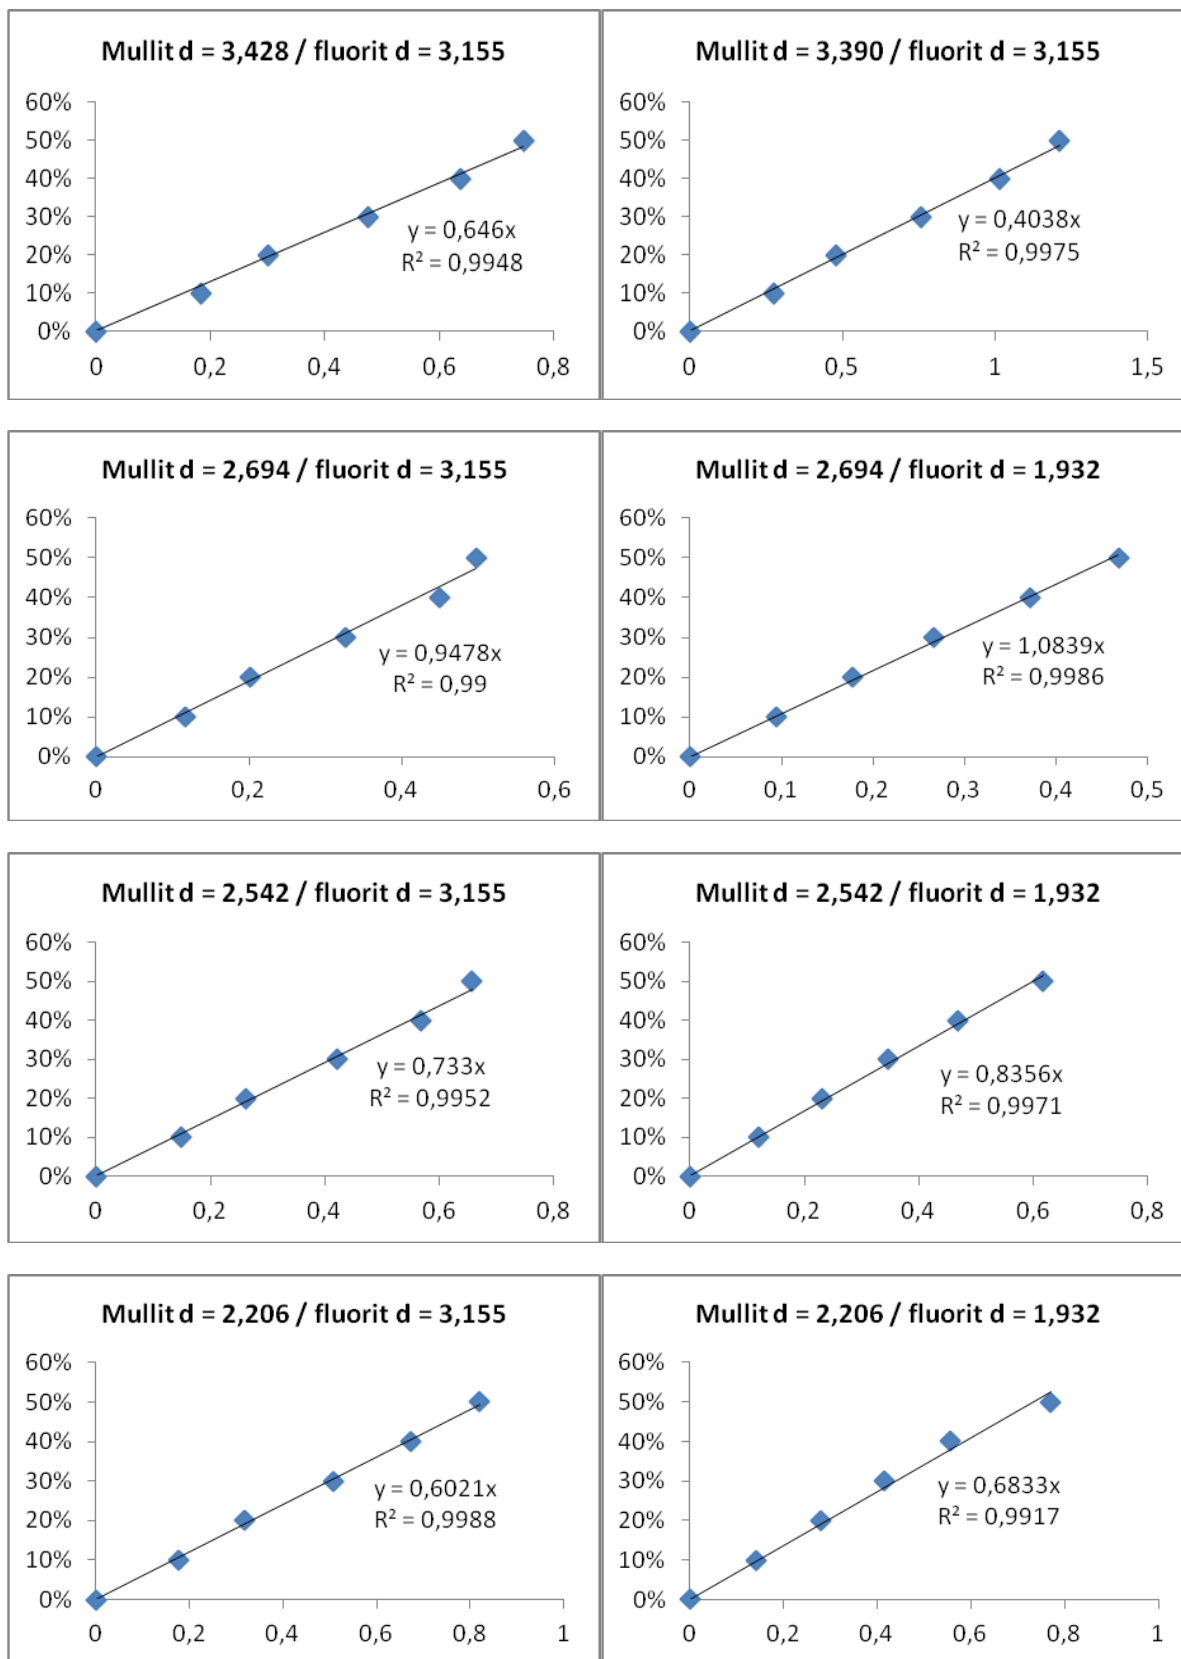 Mullit d = 3,428 / fluorit d = 3,155
60%
50%
40%
30%
20%
10%
0%
y = 0,646x
R² = 0,9948
0 0,2 0,4 0,6 0,8
Mullit d = 3,390 / fluorit d = 3,155
60%
50%
40%
30%
20%
10%
0%
y = 0,4038x
R² = 0,9975
0 0,5 1 1,5
Mullit d = 2,694 / fluorit d = 3,155
60%
50%
40%
30%
20%
10%
0%
y = 0,9478x
R² = 0,99
0 0,2 0,4 0,6
Mullit d = 2,694 / fluorit d = 1,932
60%
50%
40%
30%
20%
10%
0%
y = 1,0839x
R² = 0,9986
0 0,1 0,2 0,3 0,4 0,5
Mullit d = 2,542 / fluorit d = 3,155
60%
50%
40%
30%
20%
10%
0%
y = 0,733x
R² = 0,9952
0 0,2 0,4 0,6 0,8
Mullit d = 2,542 / fluorit d = 1,932
60%
50%
40%
30%
20%
10%
0%
y = 0,8356x
R² = 0,9971
0 0,2 0,4 0,6 0,8
Mullit d = 2,206 / fluorit d = 3,155
60%
50%
40%
30%
20%
10%
0%
y = 0,6021x
R² = 0,9988
0 0,2 0,4 0,6 0,8 1
Mullit d = 2,206 / fluorit d = 1,932
60%
50%
40%
30%
20%
10%
0%
y = 0,6833x
R² = 0,9917
0 0,2 0,4 0,6 0,8 1